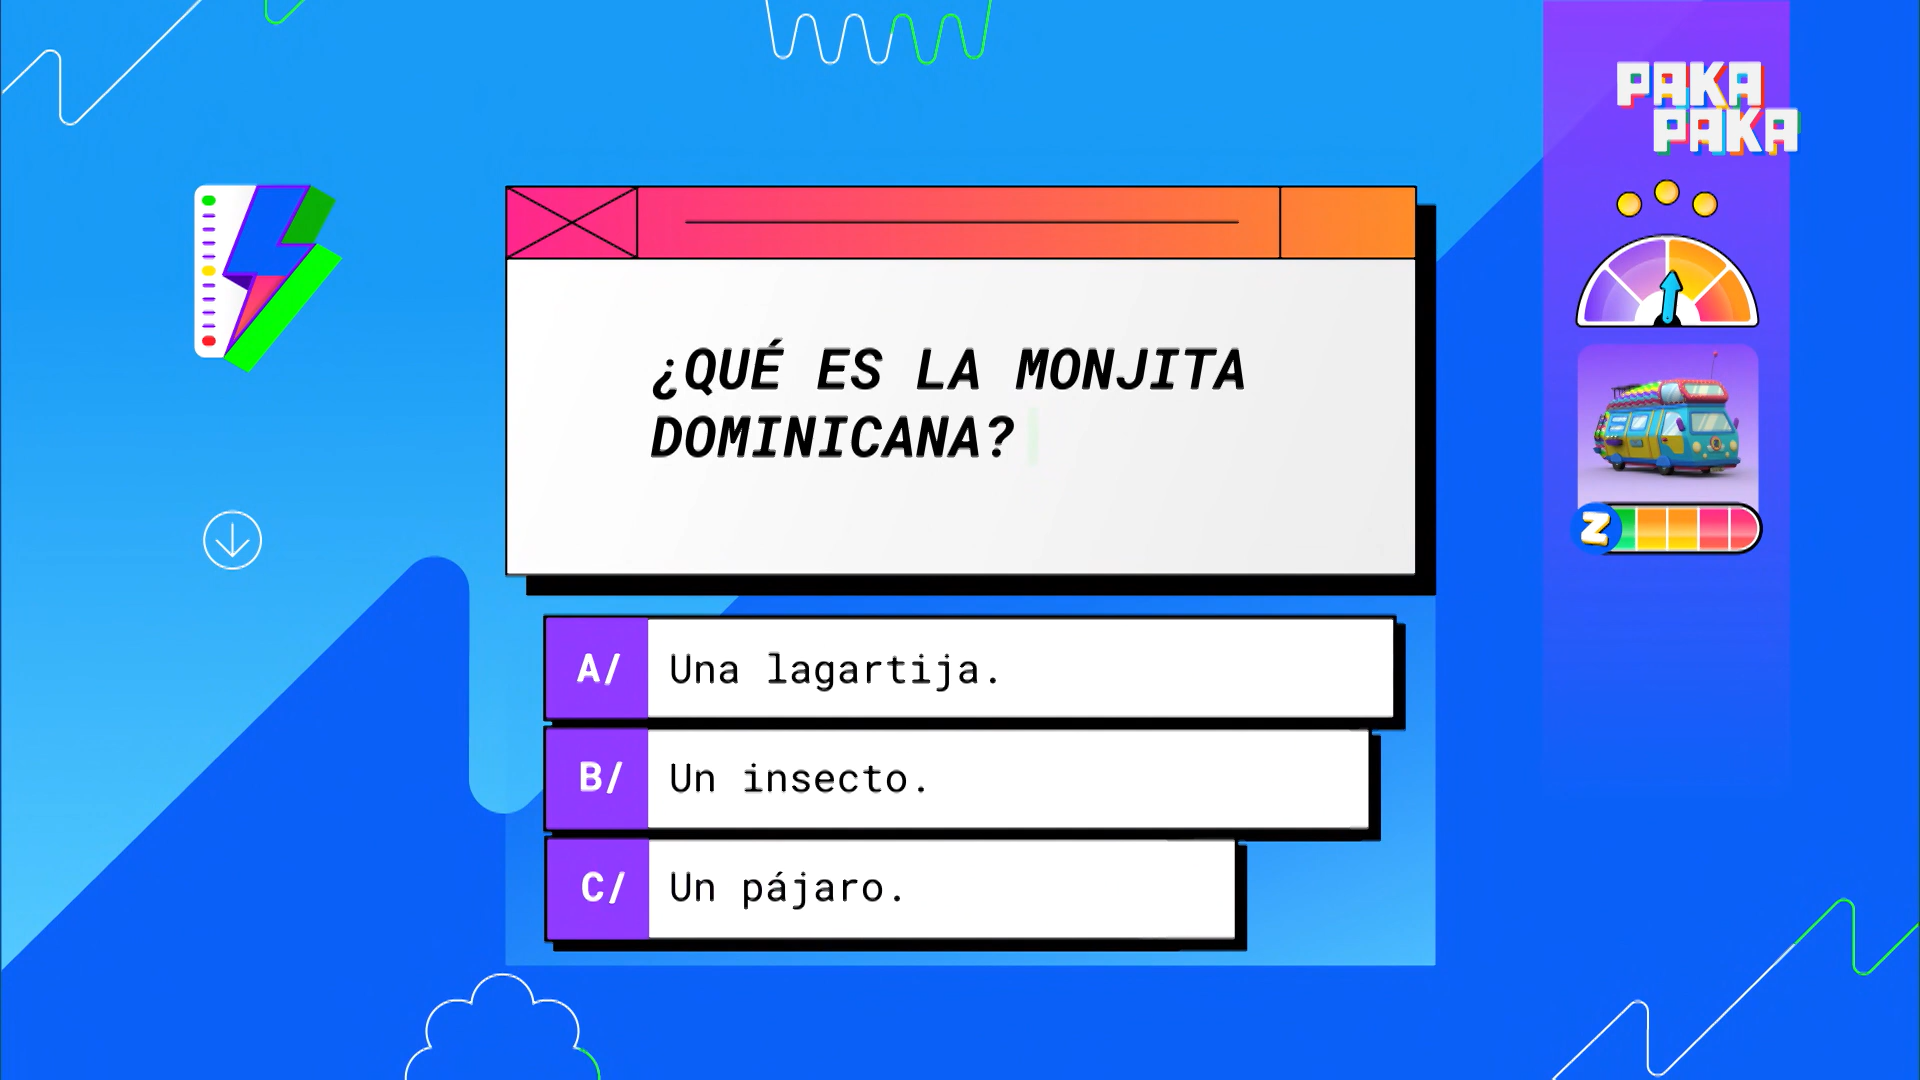 PAKA
PAKA
¿QUÉ ES LA MONJITA
DOMINICANA?
Z
A/ Una lagartija.
B/ Un insecto.
C/ Un pájaro.